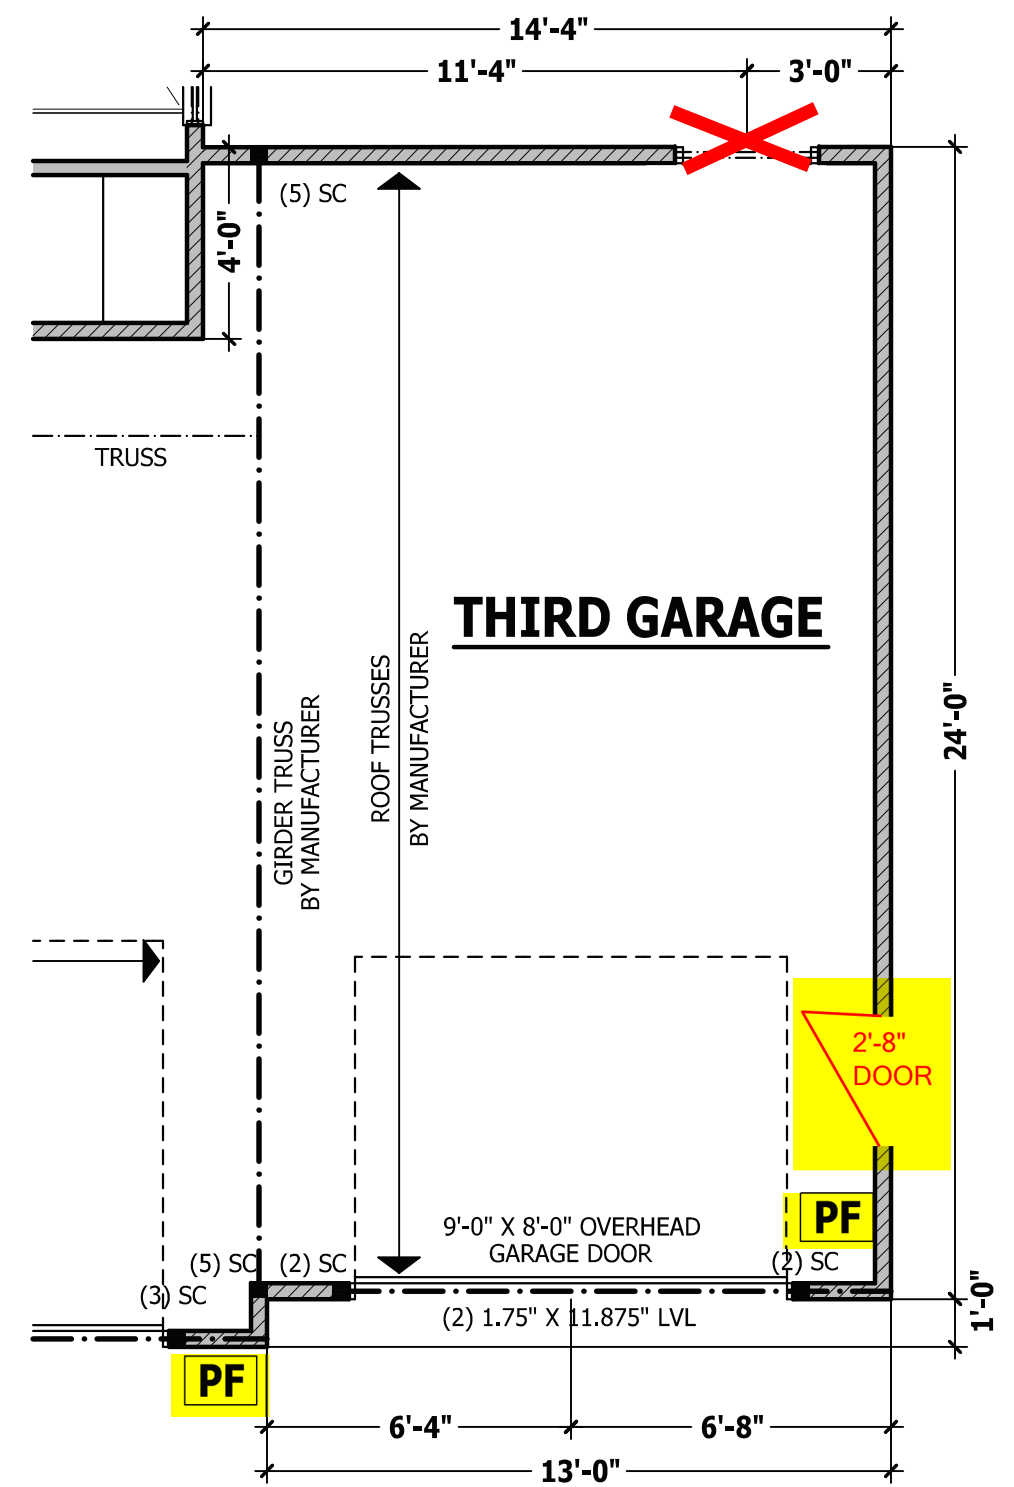 14'-4"
11'-4"
3'-0"
(5) SC
4'-0"
TRUSS
THIRD GARAGE
GIRDER TRUSS
BY MANUFACTURER
ROOF TRUSSES
BY MANUFACTURER
24'-0"
2'-8"
DOOR
PF
9'-0" X 8'-0" OVERHEAD
GARAGE DOOR
(5) SC
(2) SC
(2) SC
(3) SC
(2) 1.75" X 11.875" LVL
1'-0"
PF
6'-4"
6'-8"
13'-0"